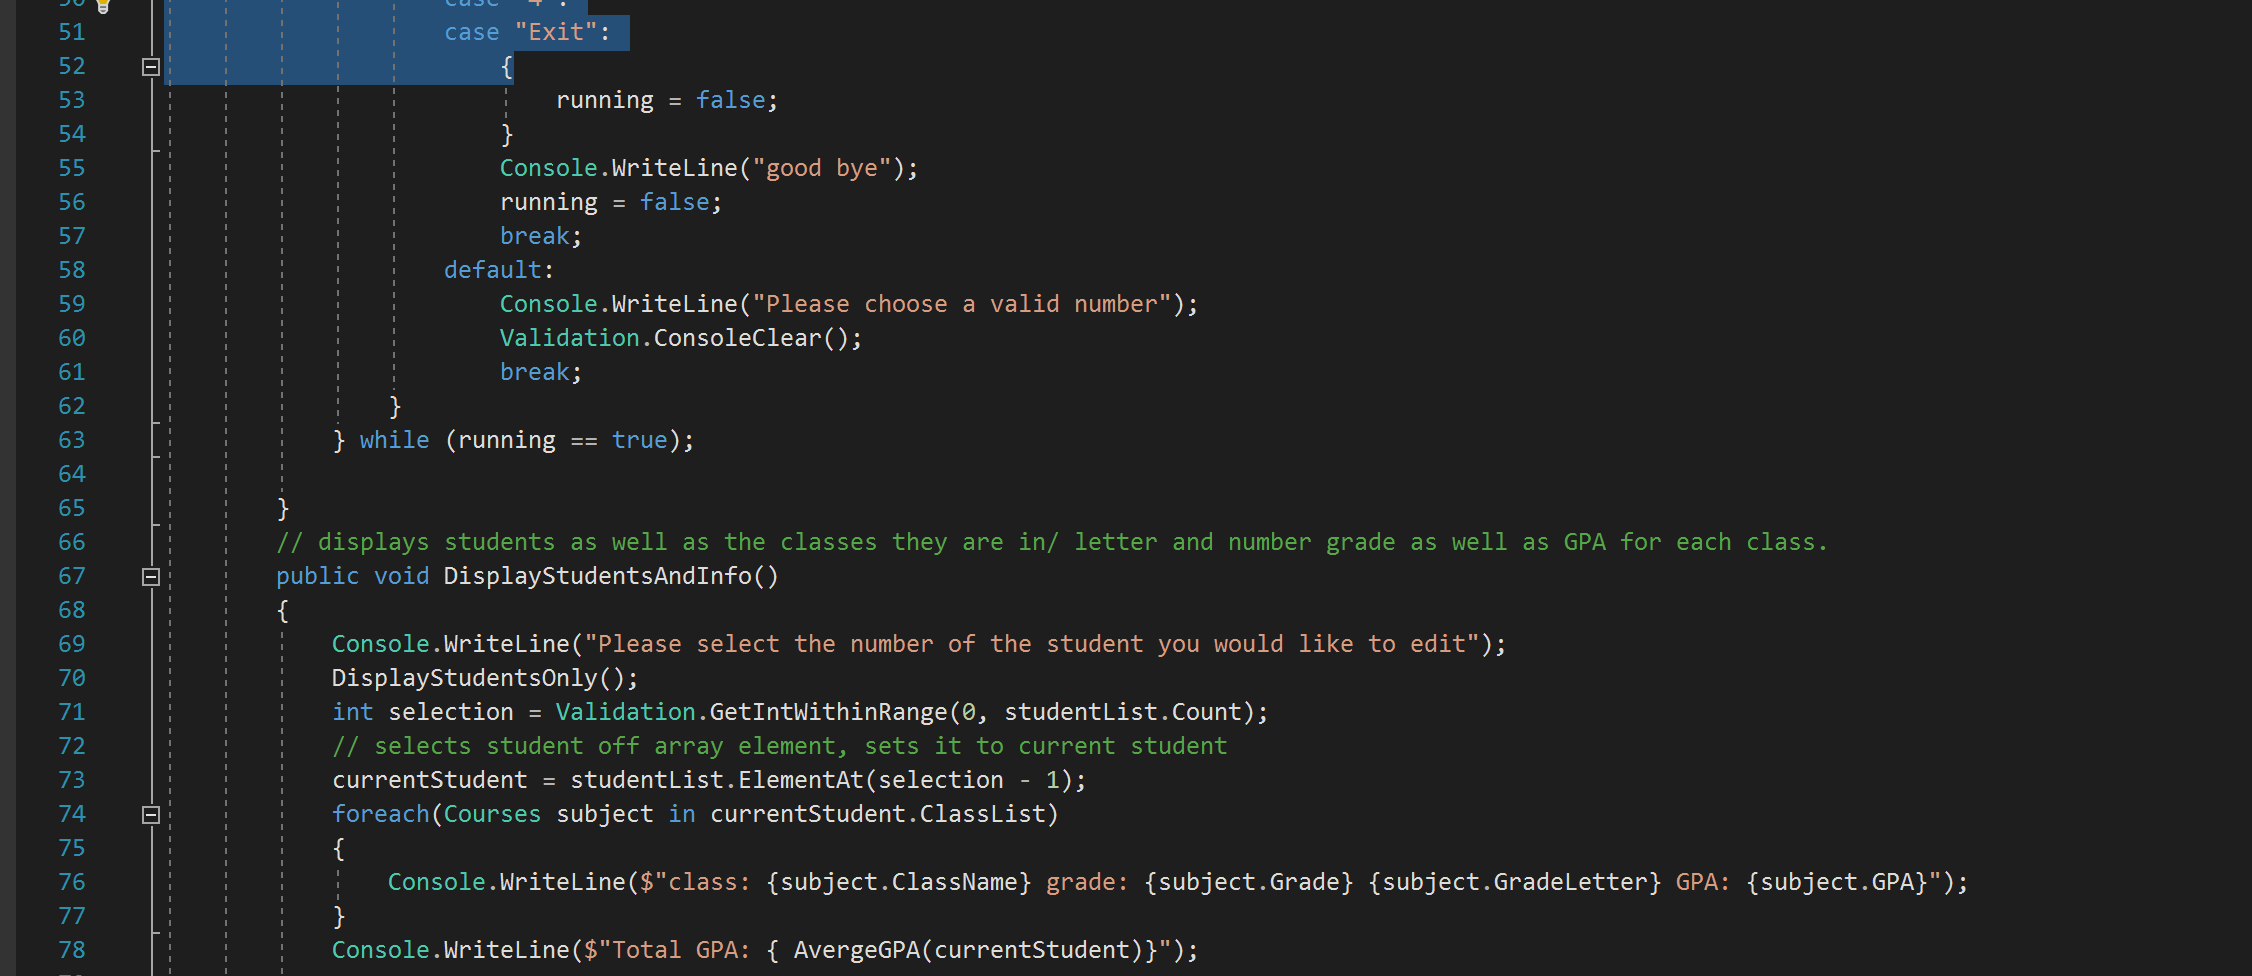 50 case "4":
51 case "Exit":
52 {
53 running = false;
54 }
55 Console.WriteLine("good bye");
56 running = false;
57 break;
58 default:
59 Console.WriteLine("Please choose a valid number");
60 Validation.ConsoleClear();
61 break;
62 }
63 } while (running == true);
64
65 }
66 // displays students as well as the classes they are in/ letter and number grade as well as GPA for each class.
67 public void DisplayStudentsAndInfo()
68 {
69 Console.WriteLine("Please select the number of the student you would like to edit");
70 DisplayStudentsOnly();
71 int selection = Validation.GetIntWithinRange(0, studentList.Count);
72 // selects student off array element, sets it to current student
73 currentStudent = studentList.ElementAt(selection - 1);
74 foreach(Courses subject in currentStudent.ClassList)
75 {
76 Console.WriteLine($"class: {subject.ClassName} grade: {subject.Grade} {subject.GradeLetter} GPA: {subject.GPA}");
77 }
78 Console.WriteLine($"Total GPA: { AvergeGPA(currentStudent)}");